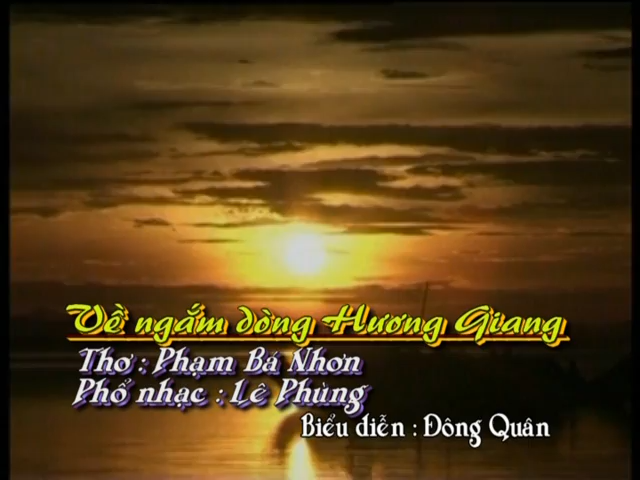 Về ngắm dòng Hương Giang
Thơ : Phạm Bá Nhơn
Phổ nhạc : Lê Phùng
Biểu diễn : Đông Quân